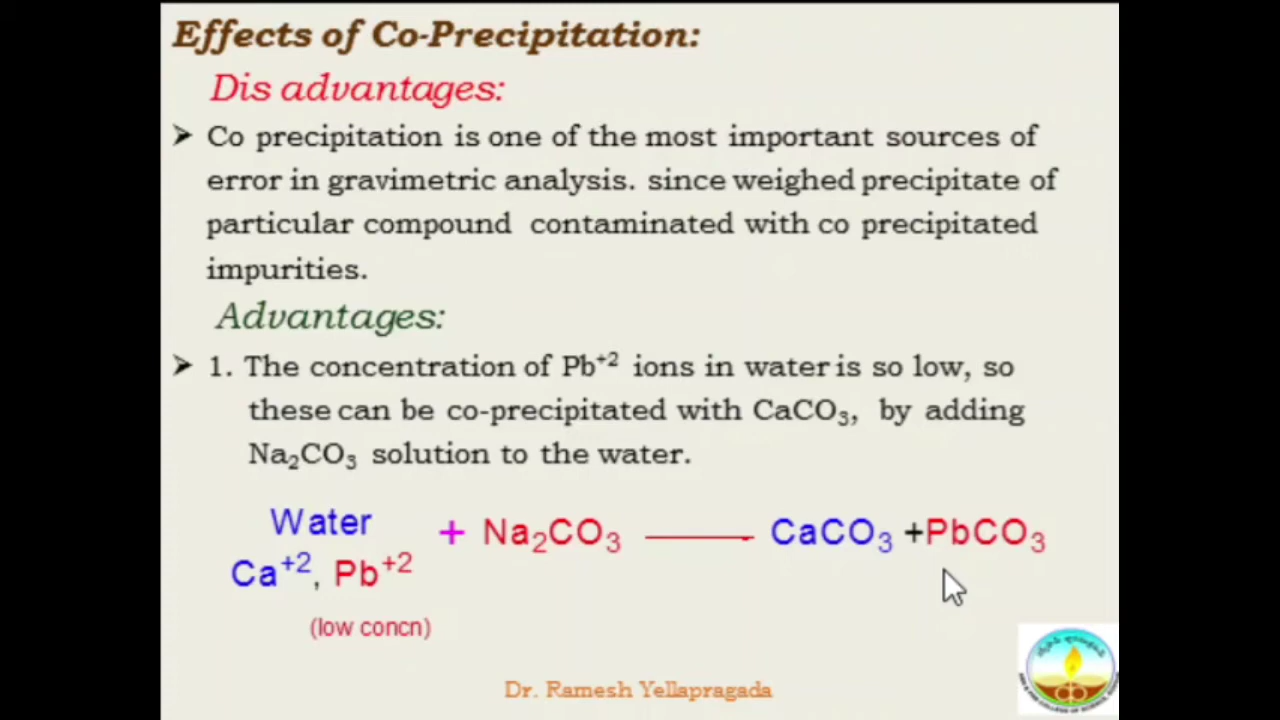 Effects of Co-Precipitation:
Dis advantages:
➤ Co precipitation is one of the most important sources of
error in gravimetric analysis. since weighed precipitate of
particular compound contaminated with co precipitated
impurities.
Advantages:
➤ 1. The concentration of Pb⁺² ions in water is so low, so
these can be co-precipitated with CaCO₃, by adding
Na₂CO₃ solution to the water.
Water + Na₂CO₃ ——— CaCO₃ +PbCO₃
Ca⁺², Pb⁺²
(low concn)
Dr. Ramesh Yellapragada